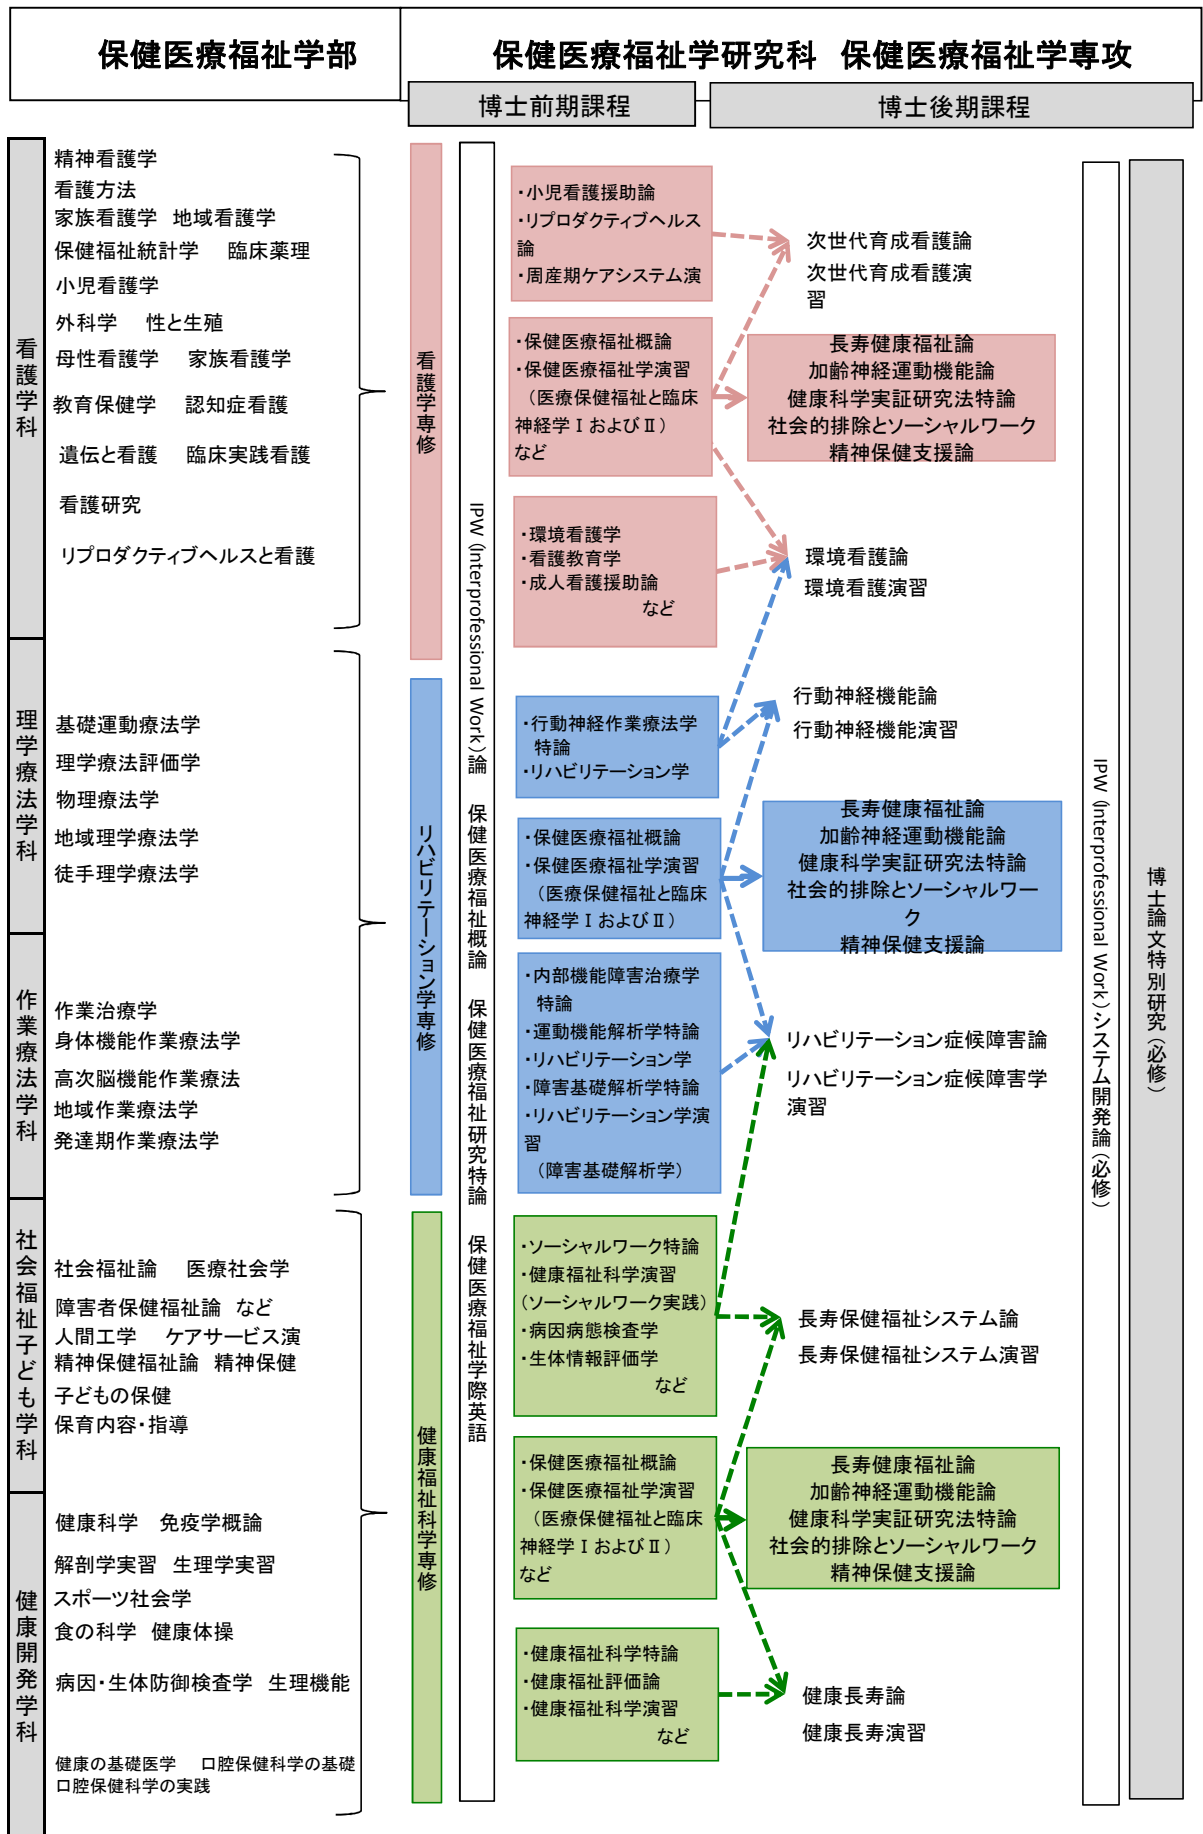 保健医療福祉学部
保健医療福祉学研究科 保健医療福祉学専攻
博士前期課程
博士後期課程
看護学科
精神看護学
看護方法
家族看護学 地域看護学
保健福祉統計学 臨床薬理
小児看護学
外科学 性と生殖
母性看護学 家族看護学
教育保健学 認知症看護
遺伝と看護 臨床実践看護
看護研究
リプロダクティブヘルスと看護
理学療法学科
基礎運動療法学
理学療法評価学
物理療法学
地域理学療法学
徒手理学療法学
作業療法学科
作業治療学
身体機能作業療法学
高次脳機能作業療法
地域作業療法学
発達期作業療法学
社会福祉子ども学科
社会福祉論 医療社会学
障害者保健福祉論 など
人間工学 ケアサービス演
精神保健福祉論 精神保健
子どもの保健
保育内容・指導
健康開発学科
健康科学 免疫学概論
解剖学実習 生理学実習
スポーツ社会学
食の科学 健康体操
病因・生体防御検査学 生理機能
健康の基礎医学 口腔保健科学の基礎
口腔保健科学の実践
看護学専修
リハビリテーション学専修
健康福祉科学専修
IPW(Interprofessional Work)論 保健医療福祉概論 保健医療福祉研究特論 保健医療福祉学際英語
・小児看護援助論
・リプロダクティブヘルス
論
・周産期ケアシステム演
・保健医療福祉概論
・保健医療福祉学演習
（医療保健福祉と臨床
神経学Ⅰおよび Ⅱ）
など
・環境看護学
・看護教育学
・成人看護援助論
など
・行動神経作業療法学
特論
・リハビリテーション学
・保健医療福祉概論
・保健医療福祉学演習
（医療保健福祉と臨床
神経学Ⅰおよび Ⅱ）
・内部機能障害治療学
特論
・運動機能解析学特論
・リハビリテーション学
・障害基礎解析学特論
・リハビリテーション学演
習
（障害基礎解析学）
・ソーシャルワーク特論
・健康福祉科学演習
（ソーシャルワーク実践）
・病因病態検査学
・生体情報評価学
など
・保健医療福祉概論
・保健医療福祉学演習
（医療保健福祉と臨床
神経学Ⅰおよび Ⅱ）
など
・健康福祉科学特論
・健康福祉評価論
・健康福祉科学演習
など
次世代育成看護論
次世代育成看護演
習
長寿健康福祉論
加齢神経運動機能論
健康科学実証研究法特論
社会的排除とソーシャルワーク
精神保健支援論
環境看護論
環境看護演習
行動神経機能論
行動神経機能演習
長寿健康福祉論
加齢神経運動機能論
健康科学実証研究法特論
社会的排除とソーシャルワー
ク
精神保健支援論
リハビリテーション症候障害論
リハビリテーション症候障害学
演習
長寿保健福祉システム論
長寿保健福祉システム演習
長寿健康福祉論
加齢神経運動機能論
健康科学実証研究法特論
社会的排除とソーシャルワーク
精神保健支援論
健康長寿論
健康長寿演習
IPW(Interprofessional Work)システム開発論(必修)
博士論文特別研究(必修)